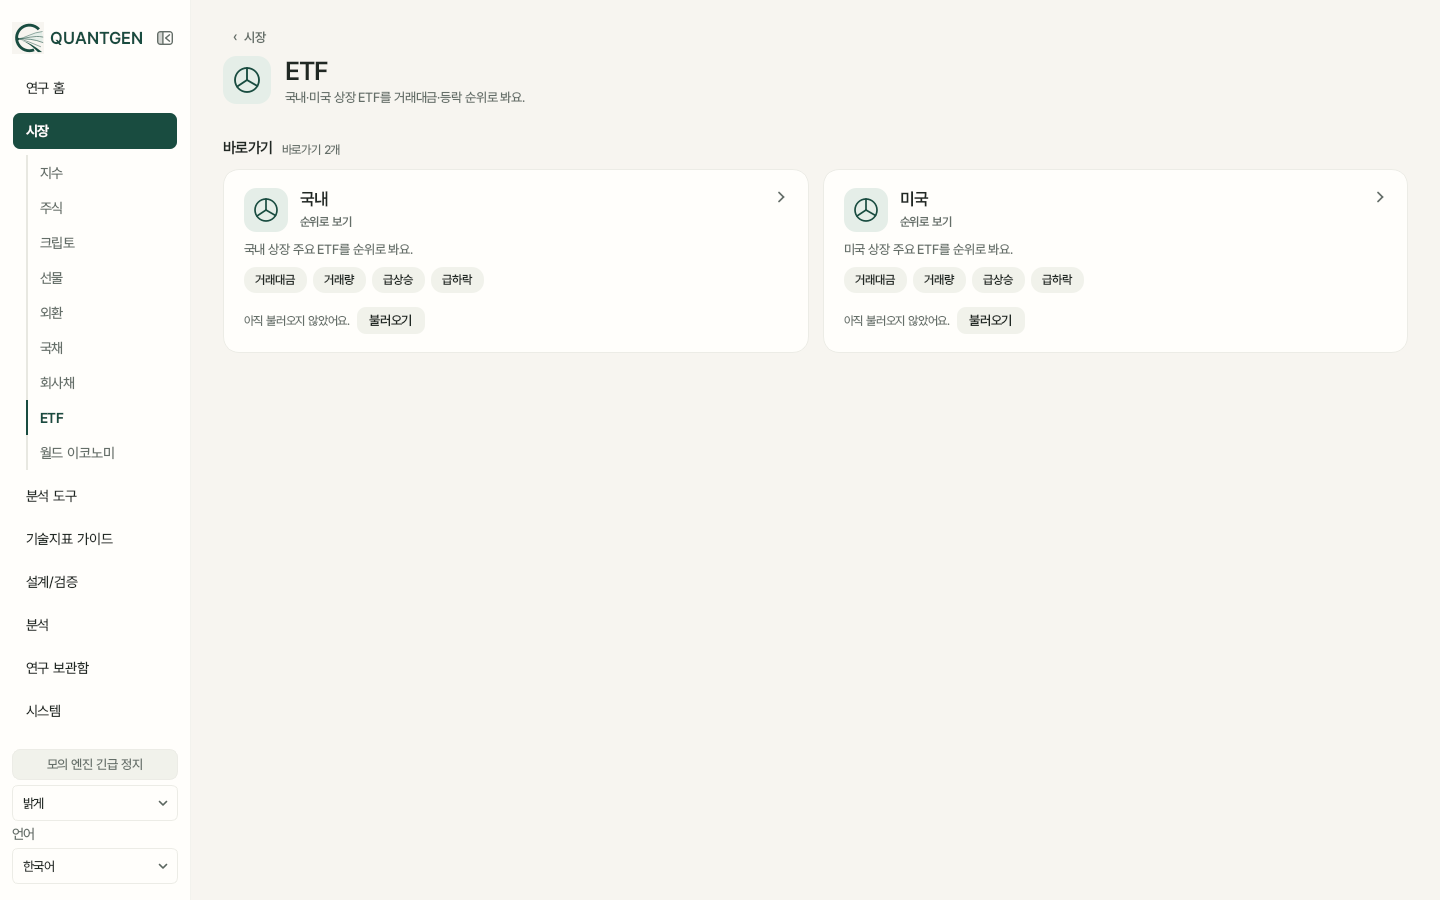 QUANTGEN
연구 홈
시장
지수
주식
크립토
선물
외환
국채
회사채
ETF
월드 이코노미
분석 도구
기술지표 가이드
설계/검증
분석
연구 보관함
시스템
모의 엔진 긴급 정지
밝게
언어
한국어
‹ 시장
ETF
국내·미국 상장 ETF를 거래대금·등락 순위로 봐요.
바로가기 바로가기 2개
국내
순위로 보기
국내 상장 주요 ETF를 순위로 봐요.
거래대금 거래량 급상승 급하락
아직 불러오지 않았어요. 불러오기
미국
순위로 보기
미국 상장 주요 ETF를 순위로 봐요.
거래대금 거래량 급상승 급하락
아직 불러오지 않았어요. 불러오기